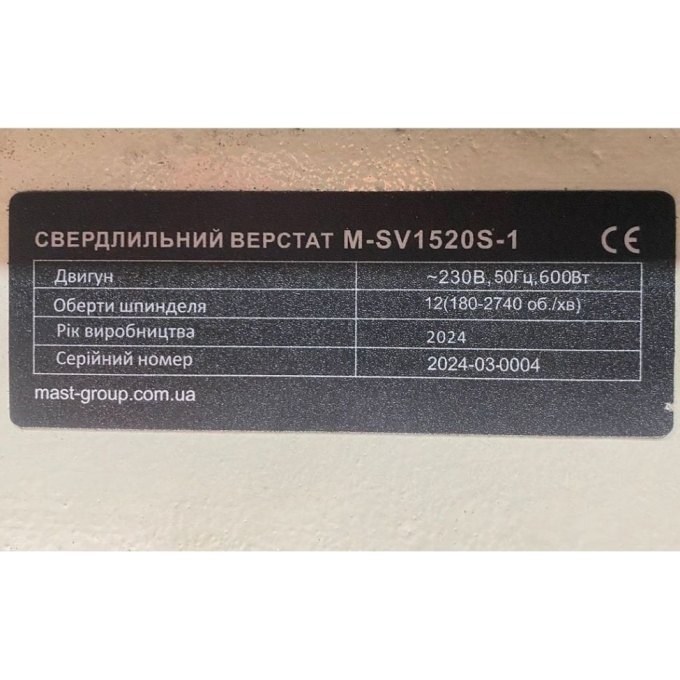 СВЕРДЛИЛЬНИЙ ВЕРСТАТ M-SV1520S-1 CE
Двигун ~230В, 50Гц, 600Вт
Оберти шпинделя 12(180-2740 об./хв)
Рік виробництва 2024
Серійний номер 2024-03-0004
mast-group.com.ua